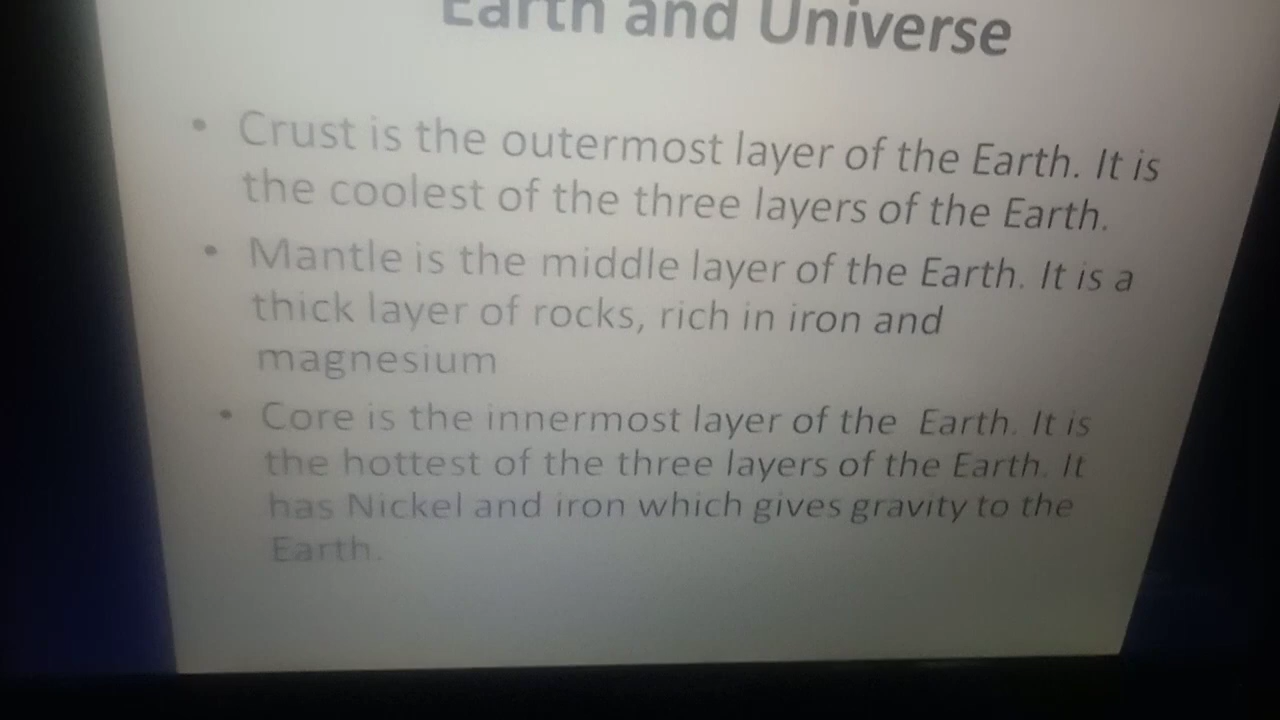 Earth and Universe
• Crust is the outermost layer of the Earth. It is
the coolest of the three layers of the Earth.
• Mantle is the middle layer of the Earth. It is a
thick layer of rocks, rich in iron and
magnesium
• Core is the innermost layer of the Earth. It is
the hottest of the three layers of the Earth. It
has Nickel and iron which gives gravity to the
Earth.